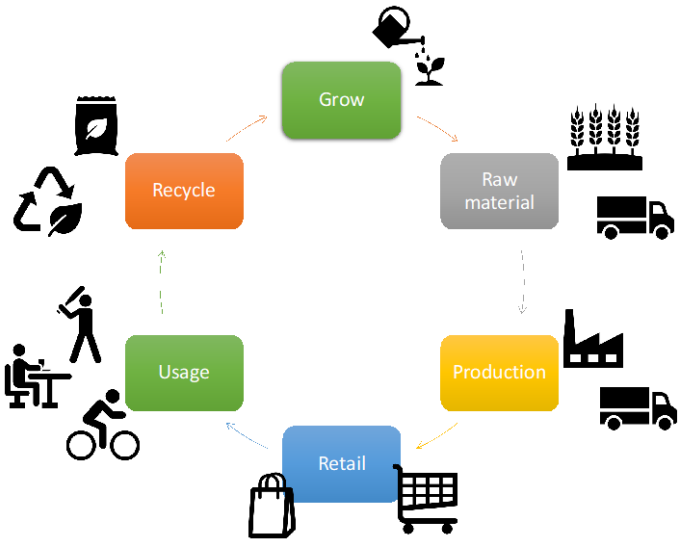 Grow
Raw
material
Production
Retail
Usage
Recycle